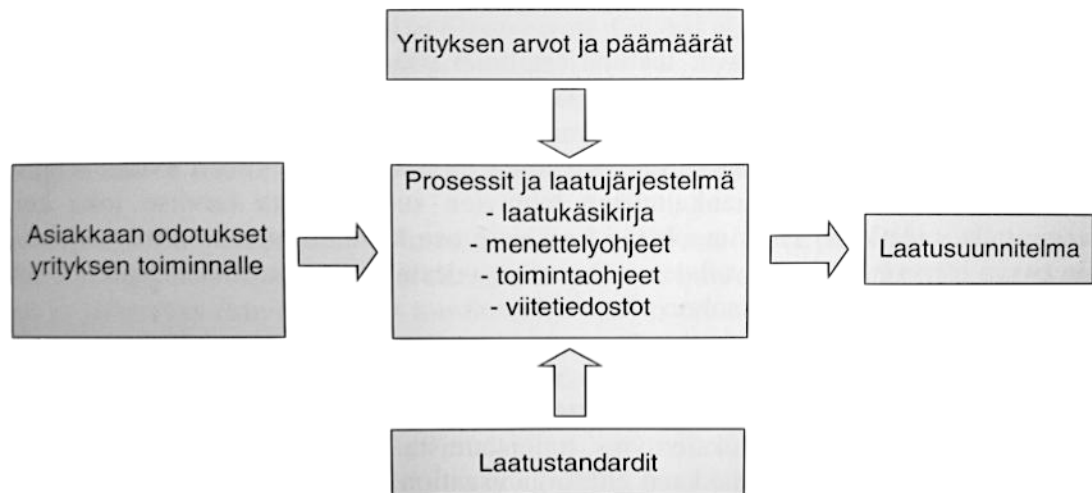 Yrityksen arvot ja päämäärät
Asiakkaan odotukset
yrityksen toiminnalle
Prosessit ja laatujärjestelmä
- laatukäsikirja
- menettelyohjeet
- toimintaohjeet
- viitetiedostot
Laatusuunnitelma
Laatustandardit